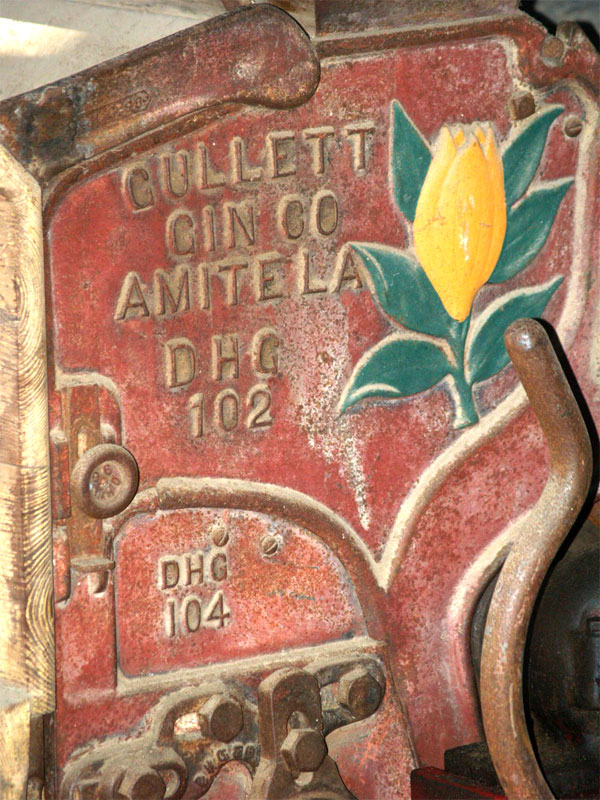 GULLETT
GIN CO
AMITE LA
DHG
102
DHG
104